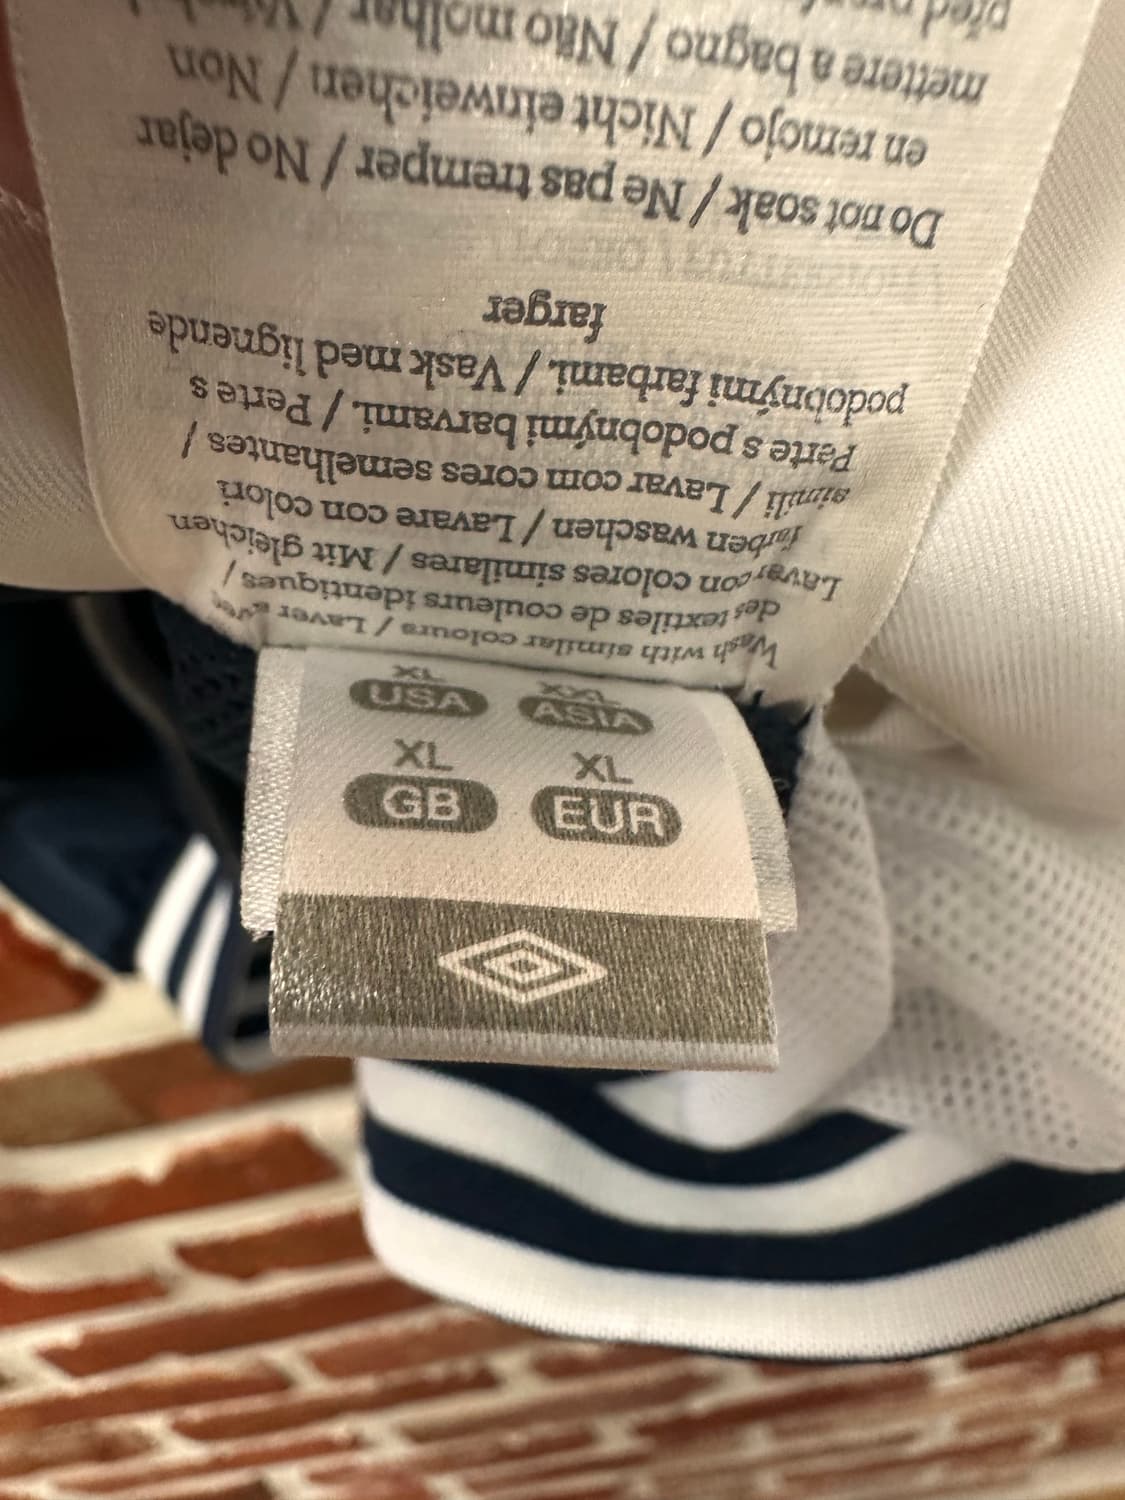 Wash with similar colours / Laver avec
des textiles de couleurs identiques /
Lavar con colores similares / Mit gleichen
farben waschen / Lavare con colori
simili / Lavar com cores semelhantes /
Perte s podobnými barvami. / Perte s
podobnými farbami. / Vask med lignende
farger
Do not soak / Ne pas tremper / No dejar
en remojo / Nicht einweichen / Non
mettere a bagno / Não molhar /
před
XL XXL
USA ASIA
XL XL
GB EUR